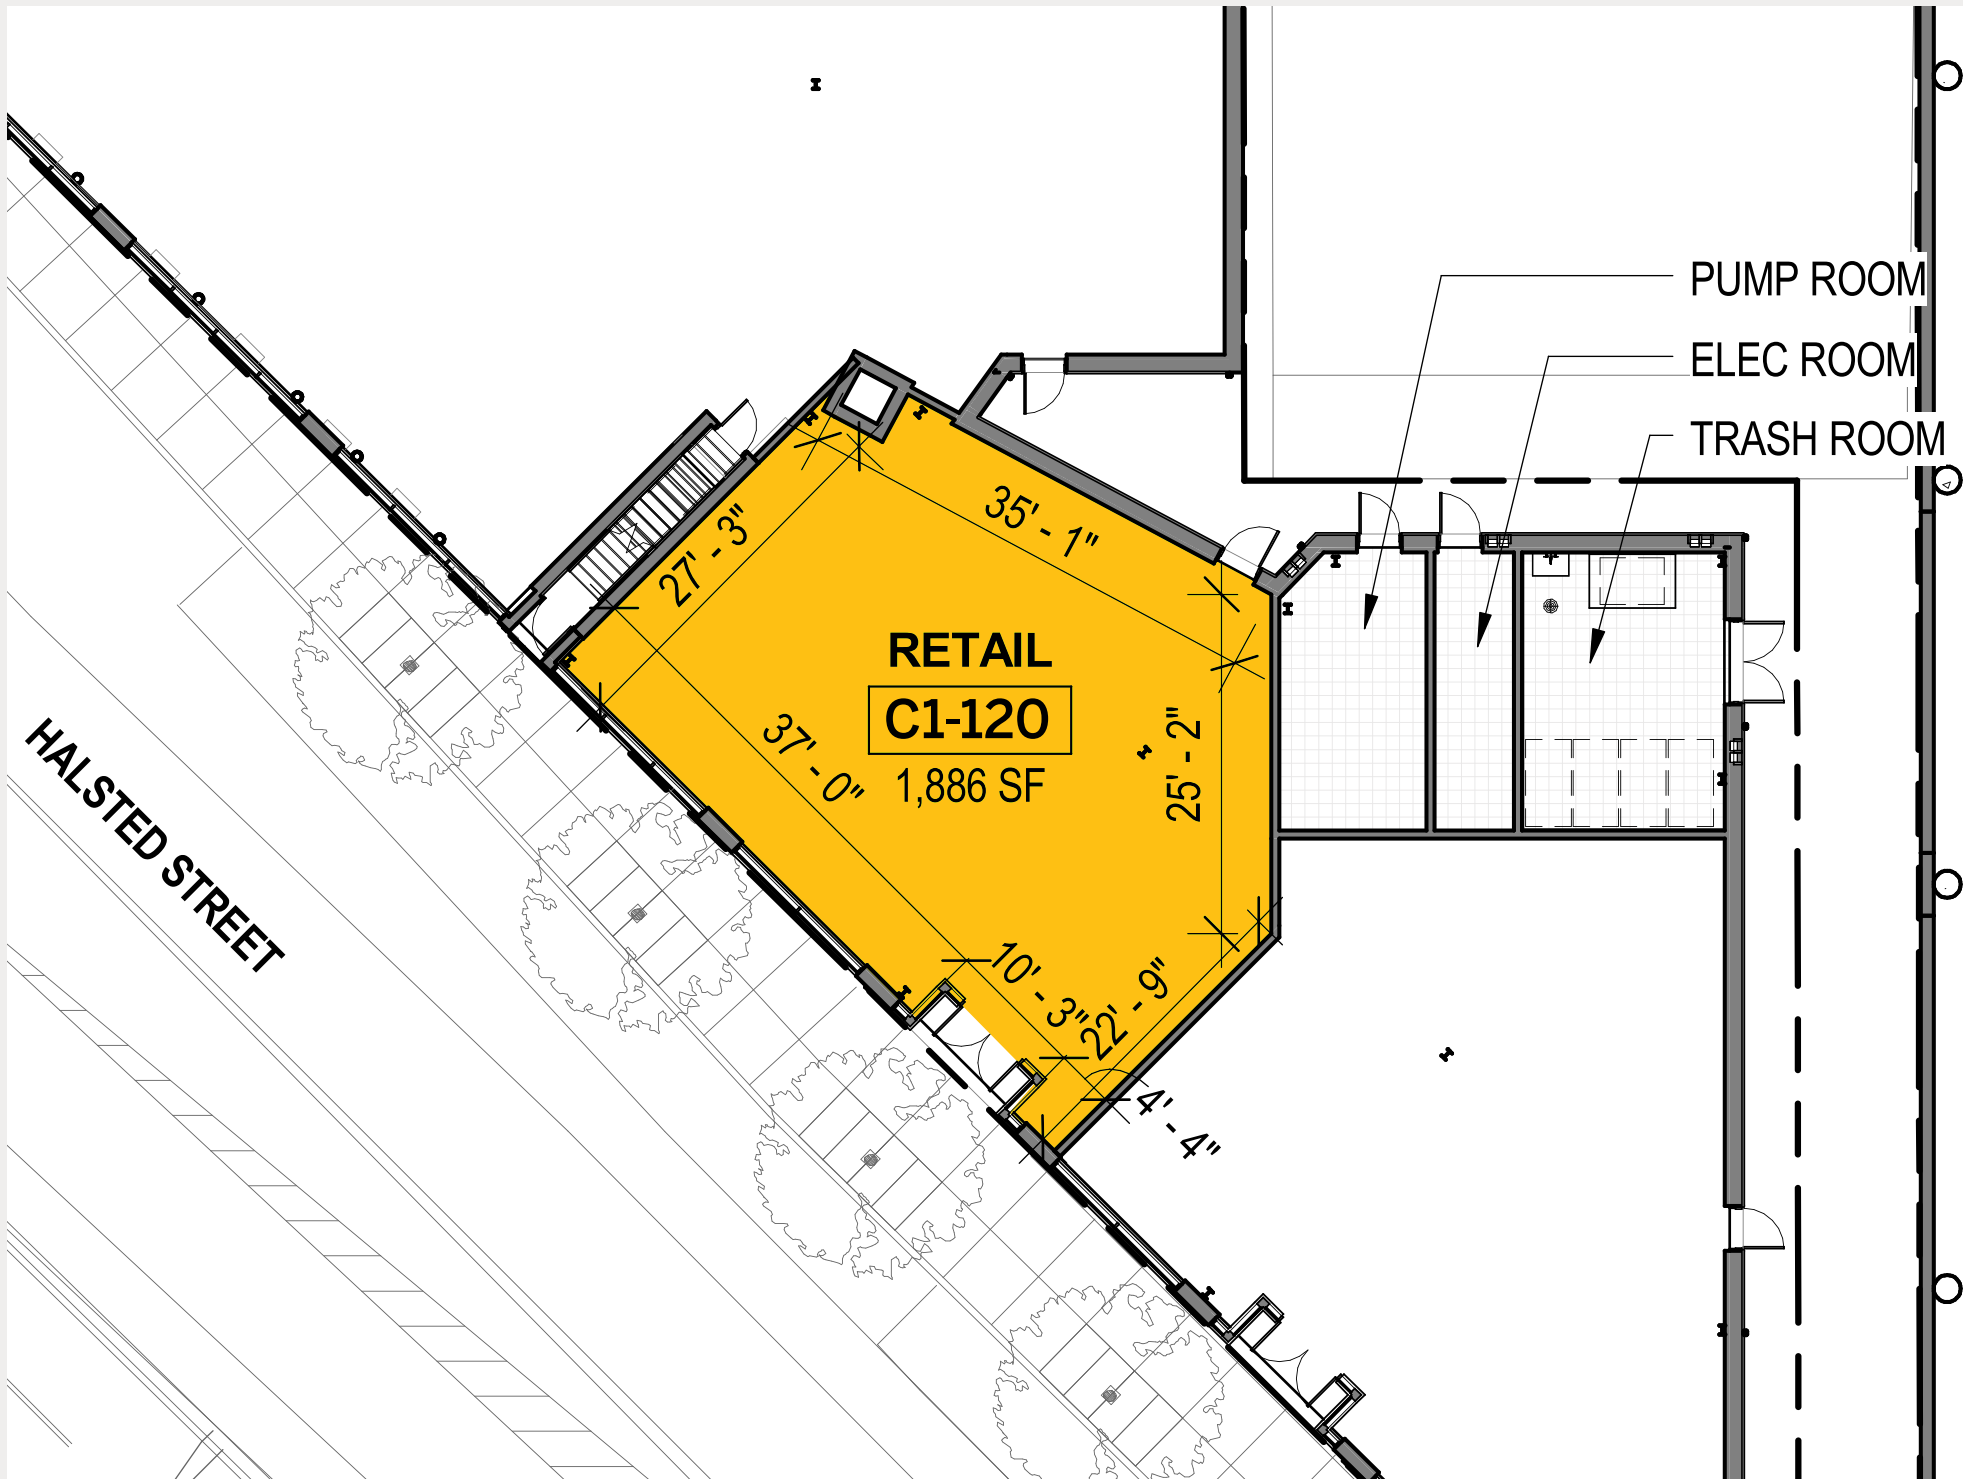 PUMP ROOM
ELEC ROOM
TRASH ROOM
35' - 1"
27' - 3"
RETAIL
C1-120
1,886 SF
37' - 0"
25' - 2"
HALSTED STREET
10' - 3"
22' - 9"
4' - 4"